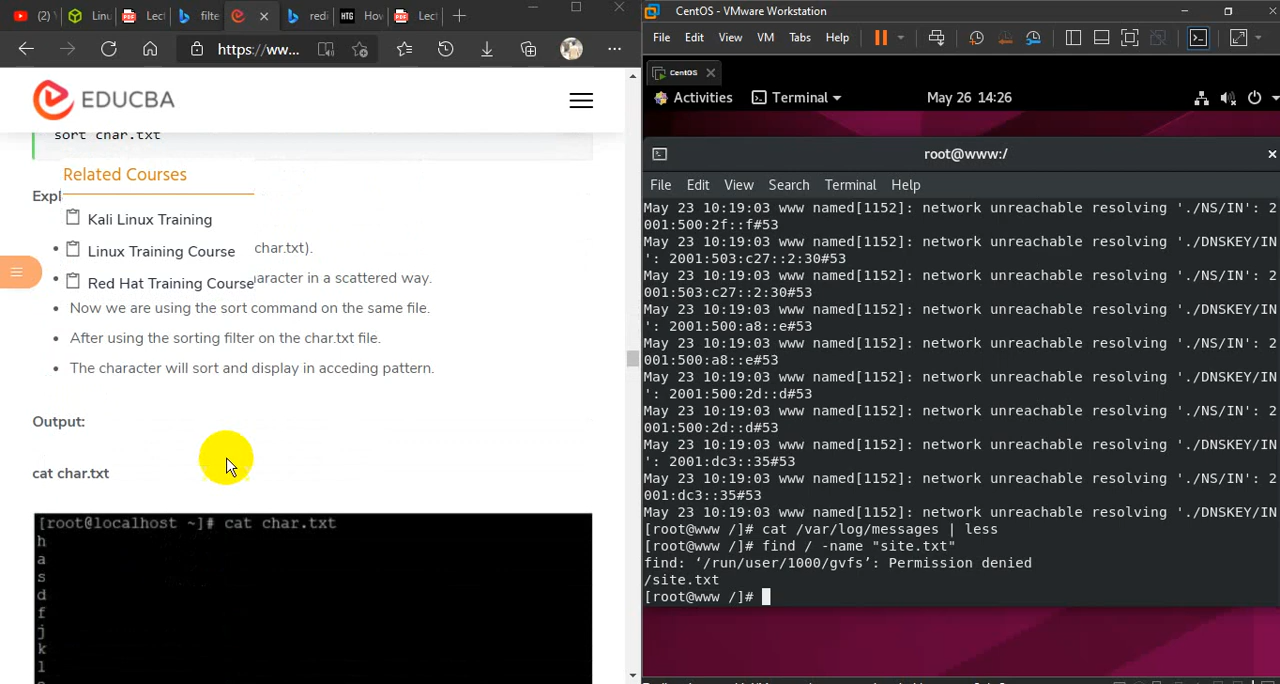 (2)
Linu
Lect
filte
redi
Hov
Lect
https://ww...
EDUCBA
sort char.txt
Related Courses
Expl
Kali Linux Training
Linux Training Course
char.txt).
Red Hat Training Course
aracter in a scattered way.
Now we are using the sort command on the same file.
After using the sorting filter on the char.txt file.
The character will sort and display in acceding pattern.
Output:
cat char.txt
[root@localhost ~]# cat char.txt
h
a
s
d
f
j
k
l
CentOS - VMware Workstation
File Edit View VM Tabs Help
CentOS
Activities Terminal May 26 14:26
root@www:/
File Edit View Search Terminal Help
May 23 10:19:03 www named[1152]: network unreachable resolving './NS/IN': 2
001:500:2f::f#53
May 23 10:19:03 www named[1152]: network unreachable resolving './DNSKEY/IN
': 2001:503:c27::2:30#53
May 23 10:19:03 www named[1152]: network unreachable resolving './NS/IN': 2
001:503:c27::2:30#53
May 23 10:19:03 www named[1152]: network unreachable resolving './DNSKEY/IN
': 2001:500:a8::e#53
May 23 10:19:03 www named[1152]: network unreachable resolving './NS/IN': 2
001:500:a8::e#53
May 23 10:19:03 www named[1152]: network unreachable resolving './DNSKEY/IN
': 2001:500:2d::d#53
May 23 10:19:03 www named[1152]: network unreachable resolving './NS/IN': 2
001:500:2d::d#53
May 23 10:19:03 www named[1152]: network unreachable resolving './DNSKEY/IN
': 2001:dc3::35#53
May 23 10:19:03 www named[1152]: network unreachable resolving './NS/IN': 2
001:dc3::35#53
May 23 10:19:03 www named[1152]: network unreachable resolving './DNSKEY/IN
[root@www /]# cat /var/log/messages | less
[root@www /]# find / -name "site.txt"
find: ‘/run/user/1000/gvfs’: Permission denied
/site.txt
[root@www /]#